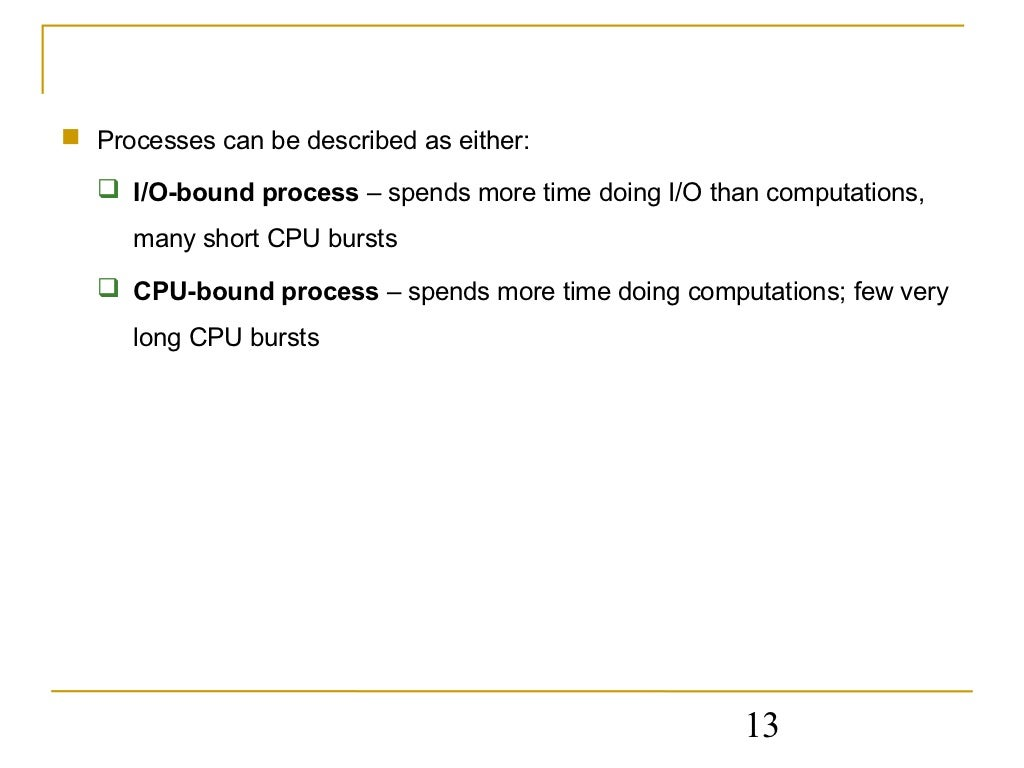 Processes can be described as either:
I/O-bound process – spends more time doing I/O than computations,
many short CPU bursts
CPU-bound process – spends more time doing computations; few very
long CPU bursts
13